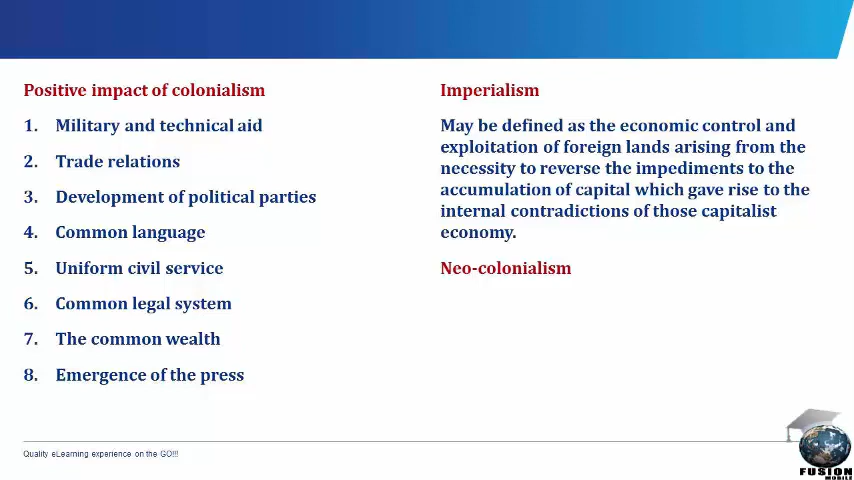 Positive impact of colonialism
1. Military and technical aid
2. Trade relations
3. Development of political parties
4. Common language
5. Uniform civil service
6. Common legal system
7. The common wealth
8. Emergence of the press
Imperialism
May be defined as the economic control and
exploitation of foreign lands arising from the
necessity to reverse the impediments to the
accumulation of capital which gave rise to the
internal contradictions of those capitalist
economy.
Neo-colonialism
Quality eLearning experience on the GO!!!
FUSION
MOBILE